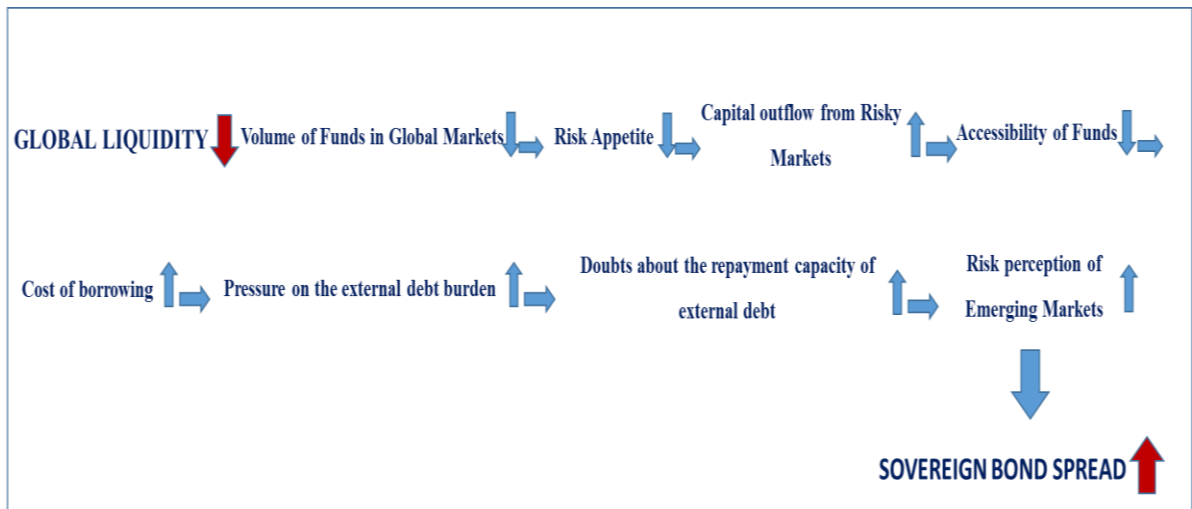 GLOBAL LIQUIDITY
Volume of Funds in Global Markets
Risk Appetite
Capital outflow from Risky
Markets
Accessibility of Funds
Cost of borrowing
Pressure on the external debt burden
Doubts about the repayment capacity of
external debt
Risk perception of
Emerging Markets
SOVEREIGN BOND SPREAD